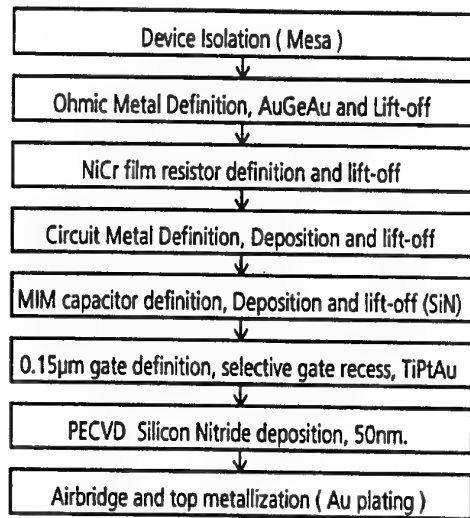 Device Isolation ( Mesa )
Ohmic Metal Definition, AuGeAu and Lift-off
NiCr film resistor definition and lift-off
Circuit Metal Definition, Deposition and lift-off
MIM capacitor definition, Deposition and lift-off (SiN)
0.15µm gate definition, selective gate recess, TiPtAu
PECVD Silicon Nitride deposition, 50nm.
Airbridge and top metallization ( Au plating )